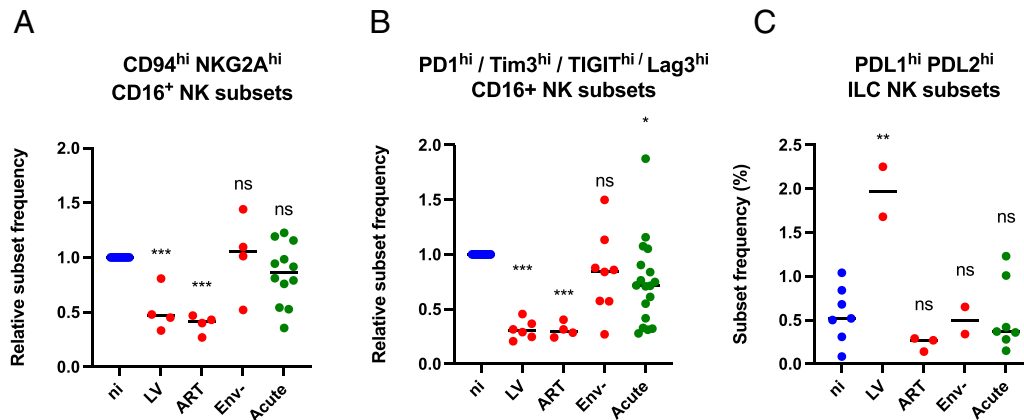 A
CD94hi NKG2Ahi
CD16+ NK subsets
Relative subset frequency
2.0
1.5
1.0
0.5
0.0
***
***
ns
ns
ni
LV
ART
Env-
Acute
B
PD1hi / Tim3hi / TIGIThi / Lag3hi
CD16+ NK subsets
Relative subset frequency
2.0
1.5
1.0
0.5
0.0
***
***
ns
*
ni
LV
ART
Env-
Acute
C
PDL1hi PDL2hi
ILC NK subsets
Subset frequency (%)
2.5
2.0
1.5
1.0
0.5
0.0
**
ns
ns
ns
ni
LV
ART
Env-
Acute